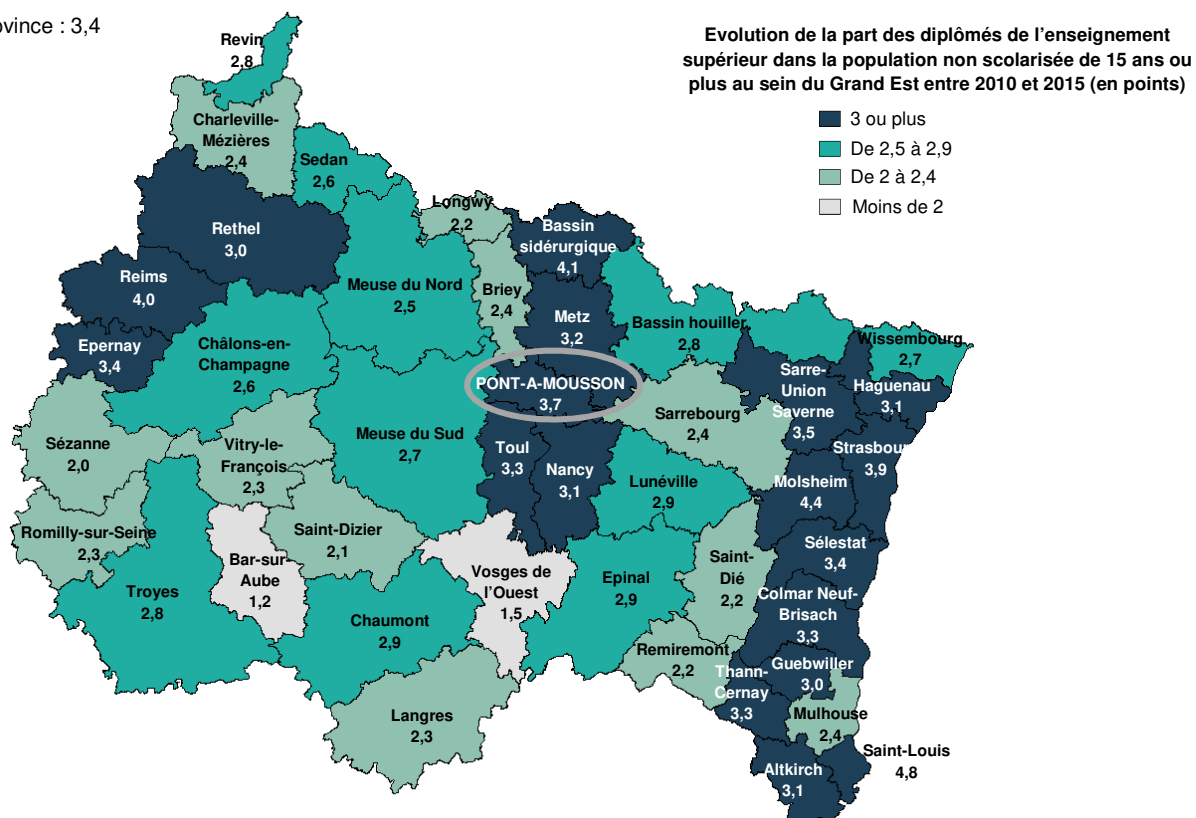 ovince : 3,4
Evolution de la part des diplômés de l'enseignement
supérieur dans la population non scolarisée de 15 ans ou
plus au sein du Grand Est entre 2010 et 2015 (en points)
3 ou plus
De 2,5 à 2,9
De 2 à 2,4
Moins de 2
Revin
2,8
Charleville-
Mézières
2,4
Sedan
2,6
Longwy
2,2
Rethel
3,0
Bassin
sidérurgique
4,1
Reims
4,0
Meuse du Nord
2,5
Briey
2,4
Metz
3,2
Bassin houiller
2,8
Wissembourg
2,7
Epernay
3,4
Châlons-en-
Champagne
2,6
PONT-A-MOUSSON
3,7
Sarre-
Union
Saverne
3,5
Haguenau
3,1
Sézanne
2,0
Vitry-le-
François
2,3
Meuse du Sud
2,7
Toul
3,3
Nancy
3,1
Sarrebourg
2,4
Strasbour
3,9
Lunéville
2,9
Molsheim
4,4
Romilly-sur-Seine
2,3
Saint-Dizier
2,1
Bar-sur-
Aube
1,2
Troyes
2,8
Vosges de
l'Ouest
1,5
Epinal
2,9
Saint-
Dié
2,2
Sélestat
3,4
Chaumont
2,9
Colmar Neuf-
Brisach
3,3
Remiremont
2,2
Guebwiller
3,0
Thann-
Cernay
3,3
Langres
2,3
Mulhouse
2,4
Saint-Louis
4,8
Altkirch
3,1